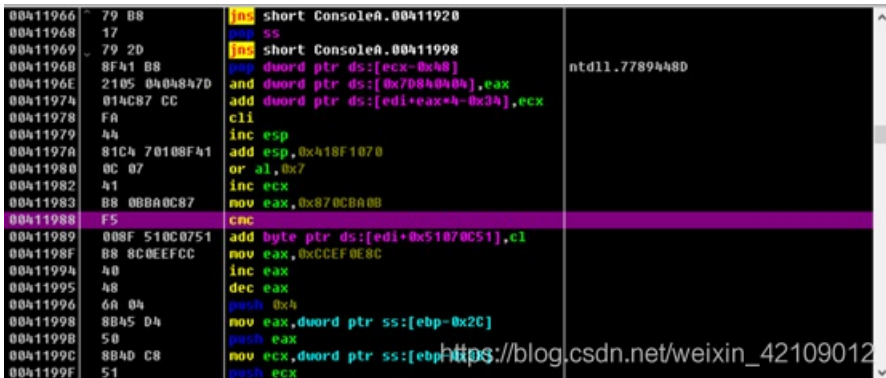 00411966 ^ 79 B8 jns short ConsoleA.00411920
00411968 17 pop ss
00411969 ⌄ 79 2D jns short ConsoleA.00411998
0041196B 8F41 B8 pop dword ptr ds:[ecx-0x48] ntdll.7789448D
0041196E 2105 0404847D and dword ptr ds:[0x7D840404],eax
00411974 014C87 CC add dword ptr ds:[edi+eax*4-0x34],ecx
00411978 FA cli
00411979 44 inc esp
0041197A 81C4 70108F41 add esp,0x418F1070
00411980 0C 07 or al,0x7
00411982 41 inc ecx
00411983 B8 0BBA0C87 mov eax,0x870CBA0B
00411988 F5 cmc
00411989 008F 510C0751 add byte ptr ds:[edi+0x51070C51],cl
0041198F B8 8C0EEFCC mov eax,0xCCEF0E8C
00411994 40 inc eax
00411995 48 dec eax
00411996 6A 04 push 0x4
00411998 8B45 D4 mov eax,dword ptr ss:[ebp-0x2C]
0041199B 50 push eax
0041199C 8B4D C8 mov ecx,dword ptr ss:[ebp-0x38]
0041199F 51 push ecx
https://blog.csdn.net/weixin_42109012